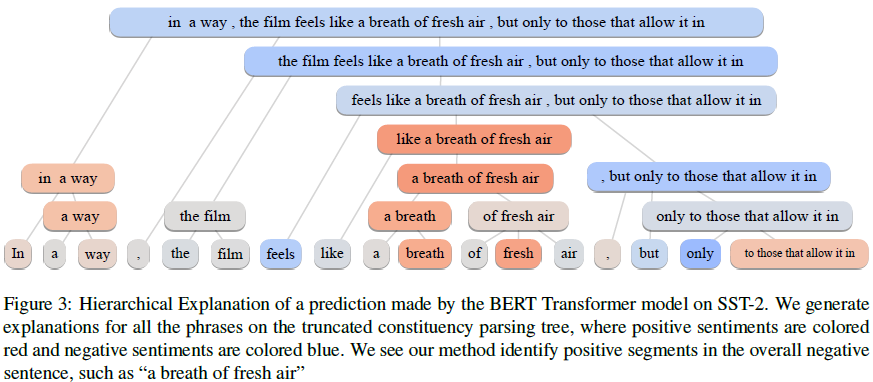 in a way , the film feels like a breath of fresh air , but only to those that allow it in
the film feels like a breath of fresh air , but only to those that allow it in
feels like a breath of fresh air , but only to those that allow it in
like a breath of fresh air
in a way
a breath of fresh air
, but only to those that allow it in
a way
the film
a breath
of fresh air
only to those that allow it in
In a way , the film feels like a breath of fresh air , but only to those that allow it in
Figure 3: Hierarchical Explanation of a prediction made by the BERT Transformer model on SST-2. We generate
explanations for all the phrases on the truncated constituency parsing tree, where positive sentiments are colored
red and negative sentiments are colored blue. We see our method identify positive segments in the overall negative
sentence, such as “a breath of fresh air”